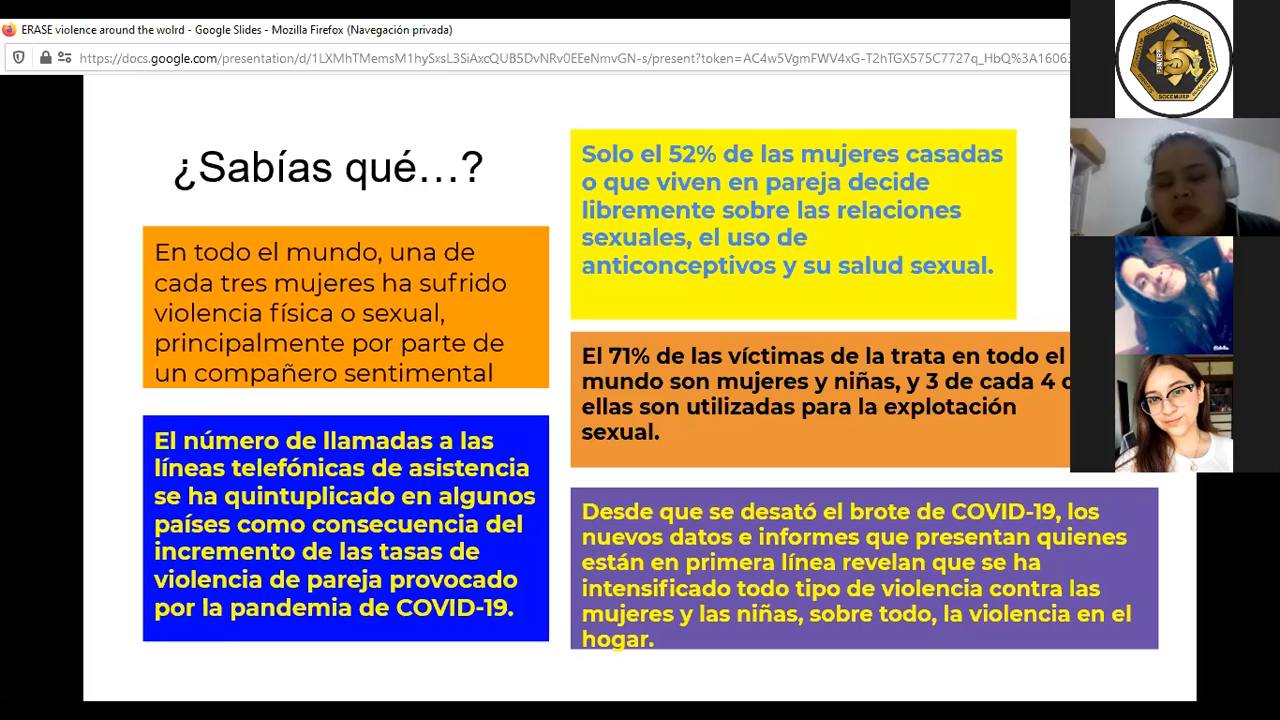 ERASE violence around the wolrd - Google Slides - Mozilla Firefox (Navegación privada)
https://docs.google.com/presentation/d/1LXMhTMemsM1hySxsL3SiAxcQUB5DvNRv0EEeNmvGN-s/present?token=AC4w5VgmFWV4xG-T2hTGX575C7727q_HbQ%3A16063
¿Sabías qué...?
En todo el mundo, una de
cada tres mujeres ha sufrido
violencia física o sexual,
principalmente por parte de
un compañero sentimental
El número de llamadas a las
líneas telefónicas de asistencia
se ha quintuplicado en algunos
países como consecuencia del
incremento de las tasas de
violencia de pareja provocado
por la pandemia de COVID-19.
Solo el 52% de las mujeres casadas
o que viven en pareja decide
libremente sobre las relaciones
sexuales, el uso de
anticonceptivos y su salud sexual.
El 71% de las víctimas de la trata en todo el
mundo son mujeres y niñas, y 3 de cada 4
ellas son utilizadas para la explotación
sexual.
Desde que se desató el brote de COVID-19, los
nuevos datos e informes que presentan quienes
están en primera línea revelan que se ha
intensificado todo tipo de violencia contra las
mujeres y las niñas, sobre todo, la violencia en el
hogar.
15
SOCEMURP